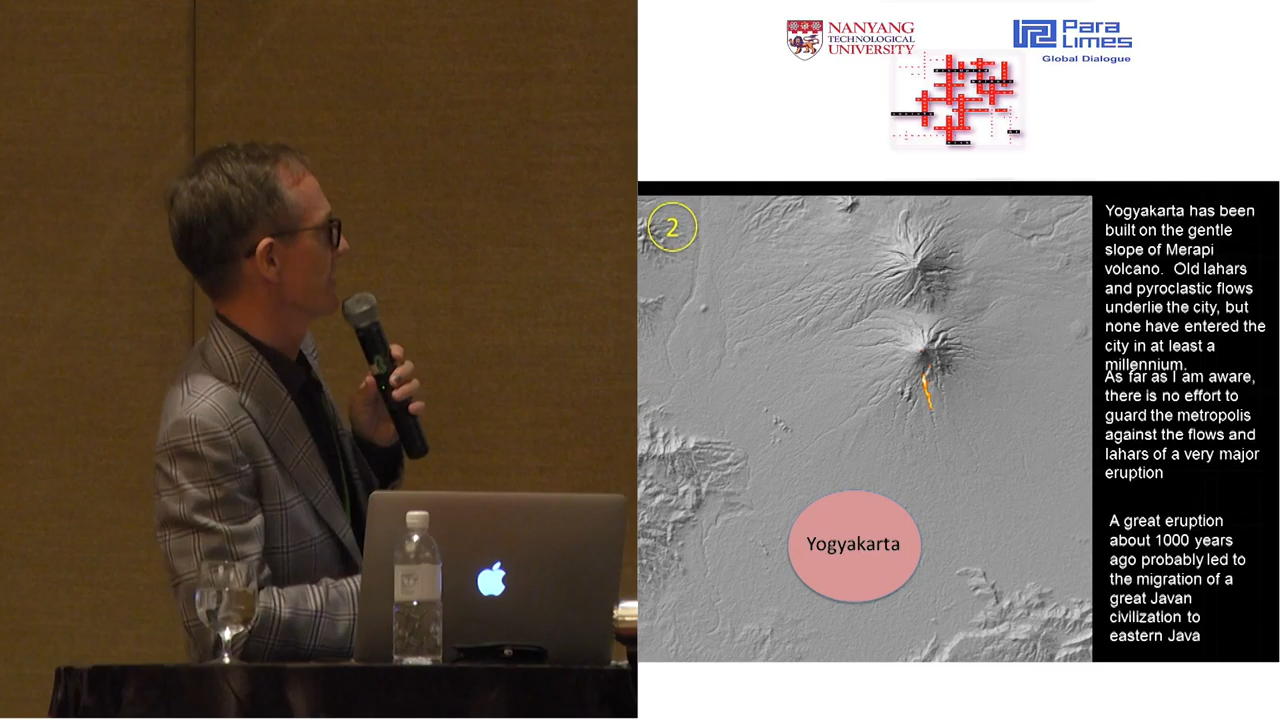 NANYANG
TECHNOLOGICAL
UNIVERSITY
Para
Limes
Global Dialogue
2
Yogyakarta has been
built on the gentle
slope of Merapi
volcano.  Old lahars
and pyroclastic flows
underlie the city, but
none have entered the
city in at least a
millennium.
As far as I am aware,
there is no effort to
guard the metropolis
against the flows and
lahars of a very major
eruption
Yogyakarta
A great eruption
about 1000 years
ago probably led to
the migration of a
great Javan
civilization to
eastern Java